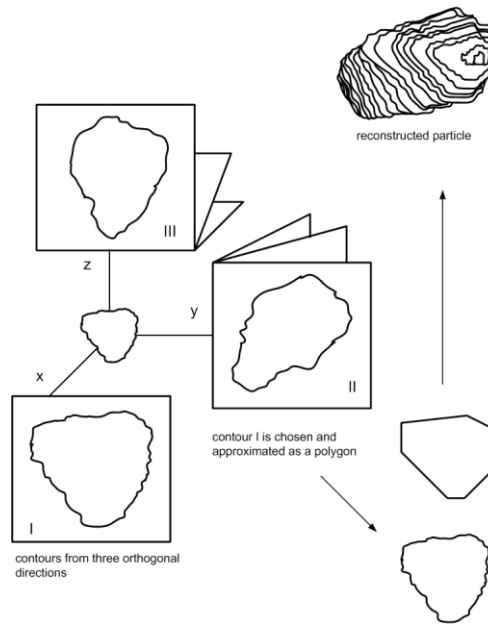 reconstructed particle
III
z
y
x
II
contour I is chosen and
approximated as a polygon
I
contours from three orthogonal
directions